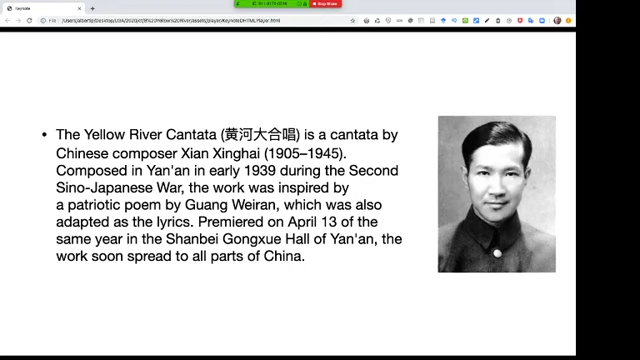 Keynote
• The Yellow River Cantata (黄河大合唱) is a cantata by
Chinese composer Xian Xinghai (1905–1945).
Composed in Yan'an in early 1939 during the Second
Sino-Japanese War, the work was inspired by
a patriotic poem by Guang Weiran, which was also
adapted as the lyrics. Premiered on April 13 of the
same year in the Shanbei Gongxue Hall of Yan'an, the
work soon spread to all parts of China.